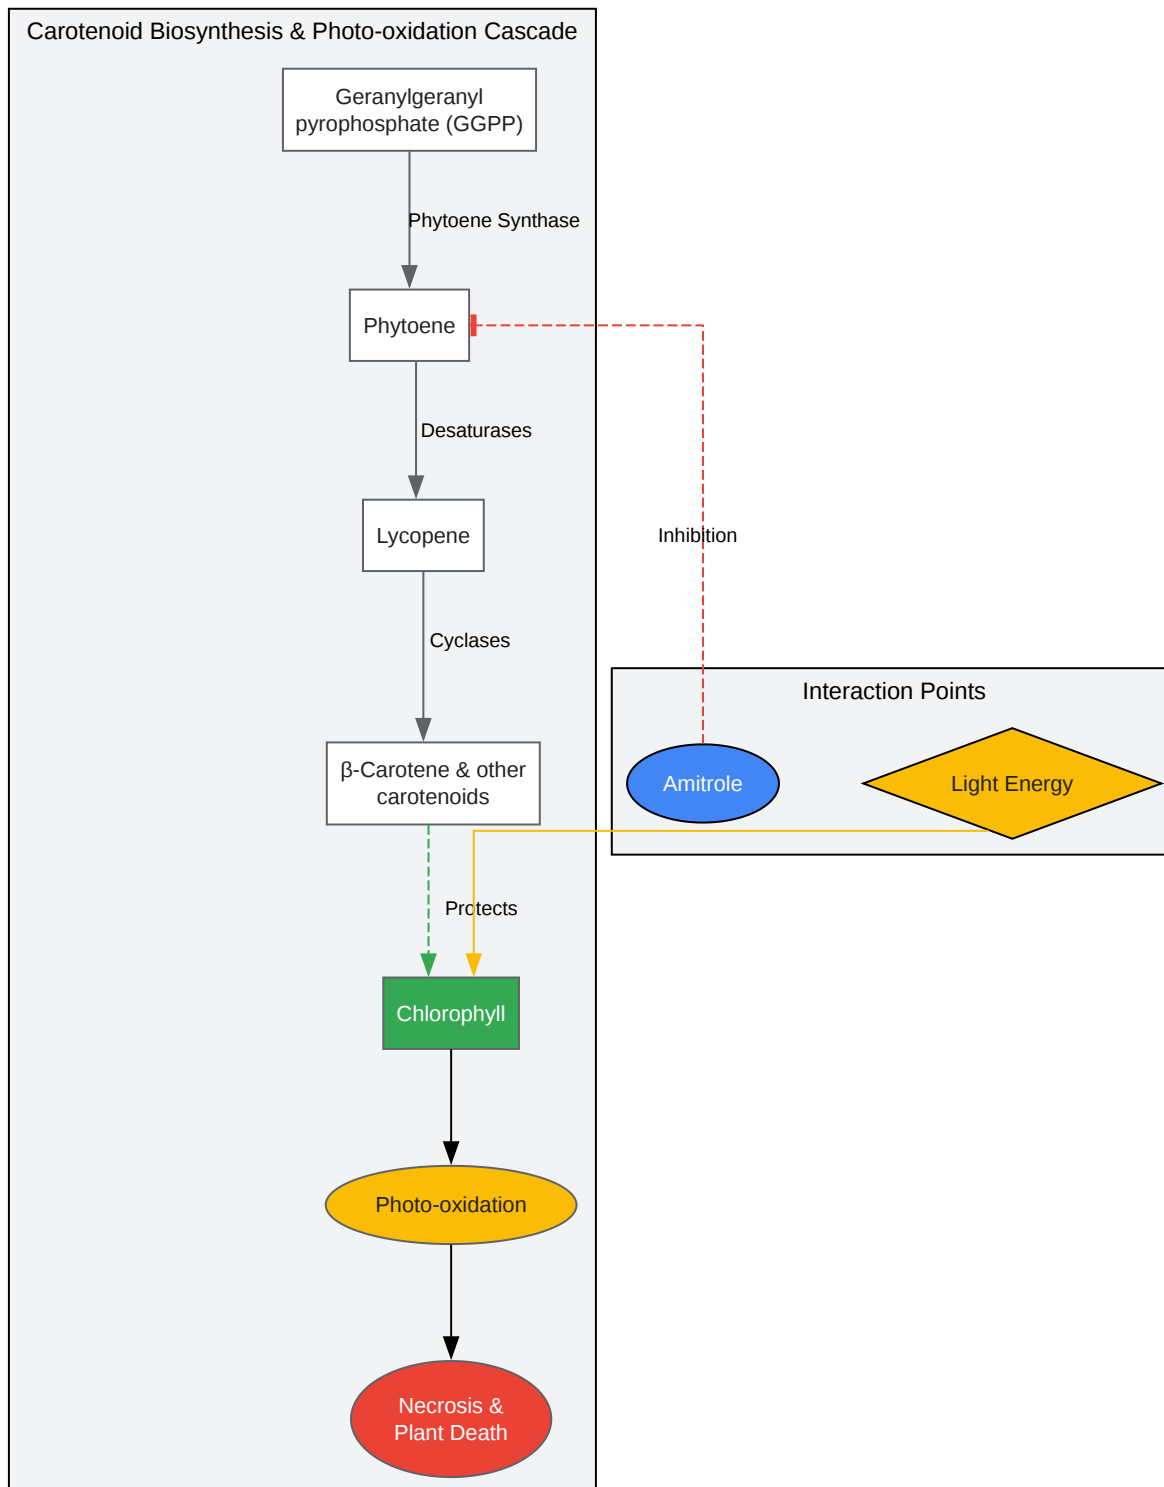 Carotenoid Biosynthesis & Photo-oxidation Cascade
Geranylgeranyl
pyrophosphate (GGPP)
Phytoene Synthase
Phytoene
Desaturases
Lycopene
Inhibition
Cyclases
Interaction Points
β-Carotene & other
carotenoids
Amitrole
Light Energy
Protects
Chlorophyll
Photo-oxidation
Necrosis &
Plant Death